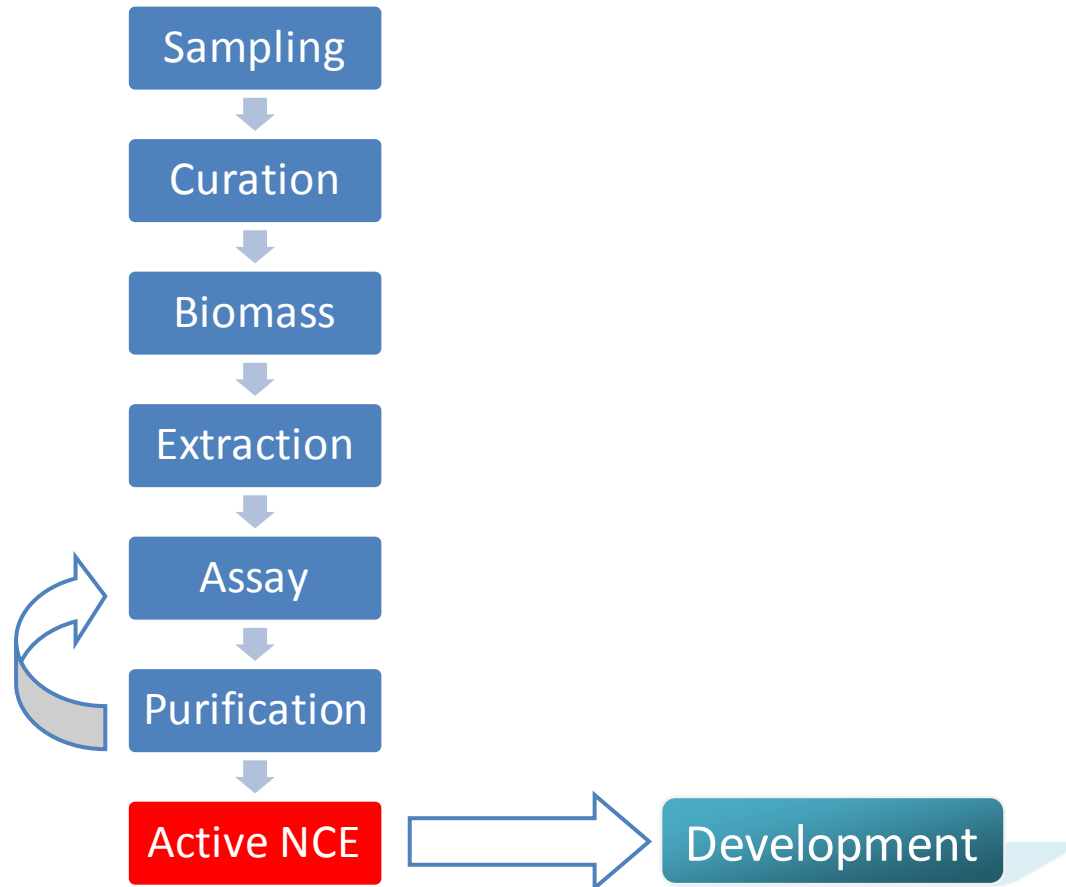 Sampling
Curation
Biomass
Extraction
Assay
Purification
Active NCE
Development